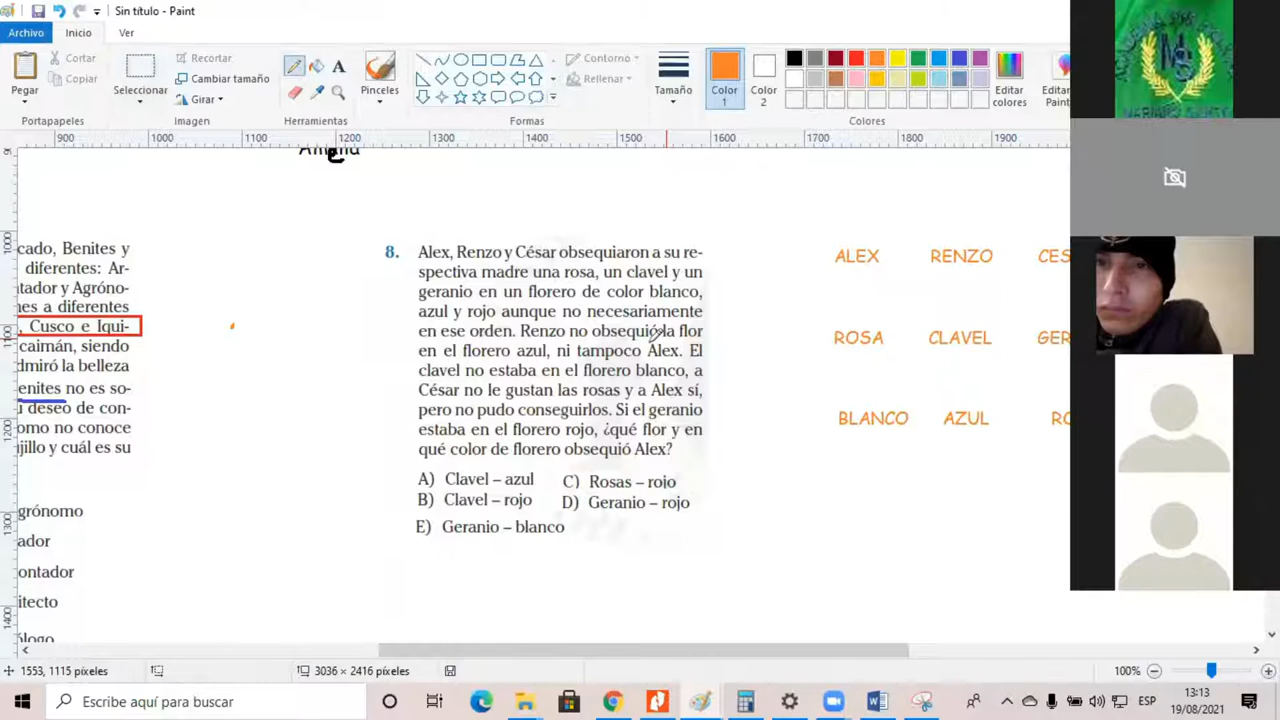 Sin título - Paint
Archivo
Inicio
Ver
Pegar
Cortar
Copiar
Portapapeles
Seleccionar
Recortar
Cambiar tamaño
Girar
Imagen
Herramientas
Pinceles
Contorno
Rellenar
Formas
Tamaño
Color 1
Color 2
Editar colores
Editar
Colores
900 1000 1100 1200 1300 1400 1500 1600 1700 1800 1900
cado, Benites y
diferentes: Ar-
tador y Agróno-
nes a diferentes
, Cusco e Iqui-
caimán, siendo
dmiró la belleza
enites no es so-
u deseo de con-
omo no conoce
ujillo y cuál es su
grónomo
ador
ontador
itecto
ólogo
8. Alex, Renzo y César obsequiaron a su re-
spectiva madre una rosa, un clavel y un
geranio en un florero de color blanco,
azul y rojo aunque no necesariamente
en ese orden. Renzo no obsequió la flor
en el florero azul, ni tampoco Alex. El
clavel no estaba en el florero blanco, a
César no le gustan las rosas y a Alex sí,
pero no pudo conseguirlos. Si el geranio
estaba en el florero rojo, ¿qué flor y en
qué color de florero obsequió Alex?
A) Clavel – azul
C) Rosas – rojo
B) Clavel – rojo
D) Geranio – rojo
E) Geranio – blanco
ALEX RENZO CES
ROSA CLAVEL GER
BLANCO AZUL RO
1553, 1115 píxeles
3036 × 2416 píxeles
100%
Escribe aquí para buscar
ESP
13:13
19/08/2021